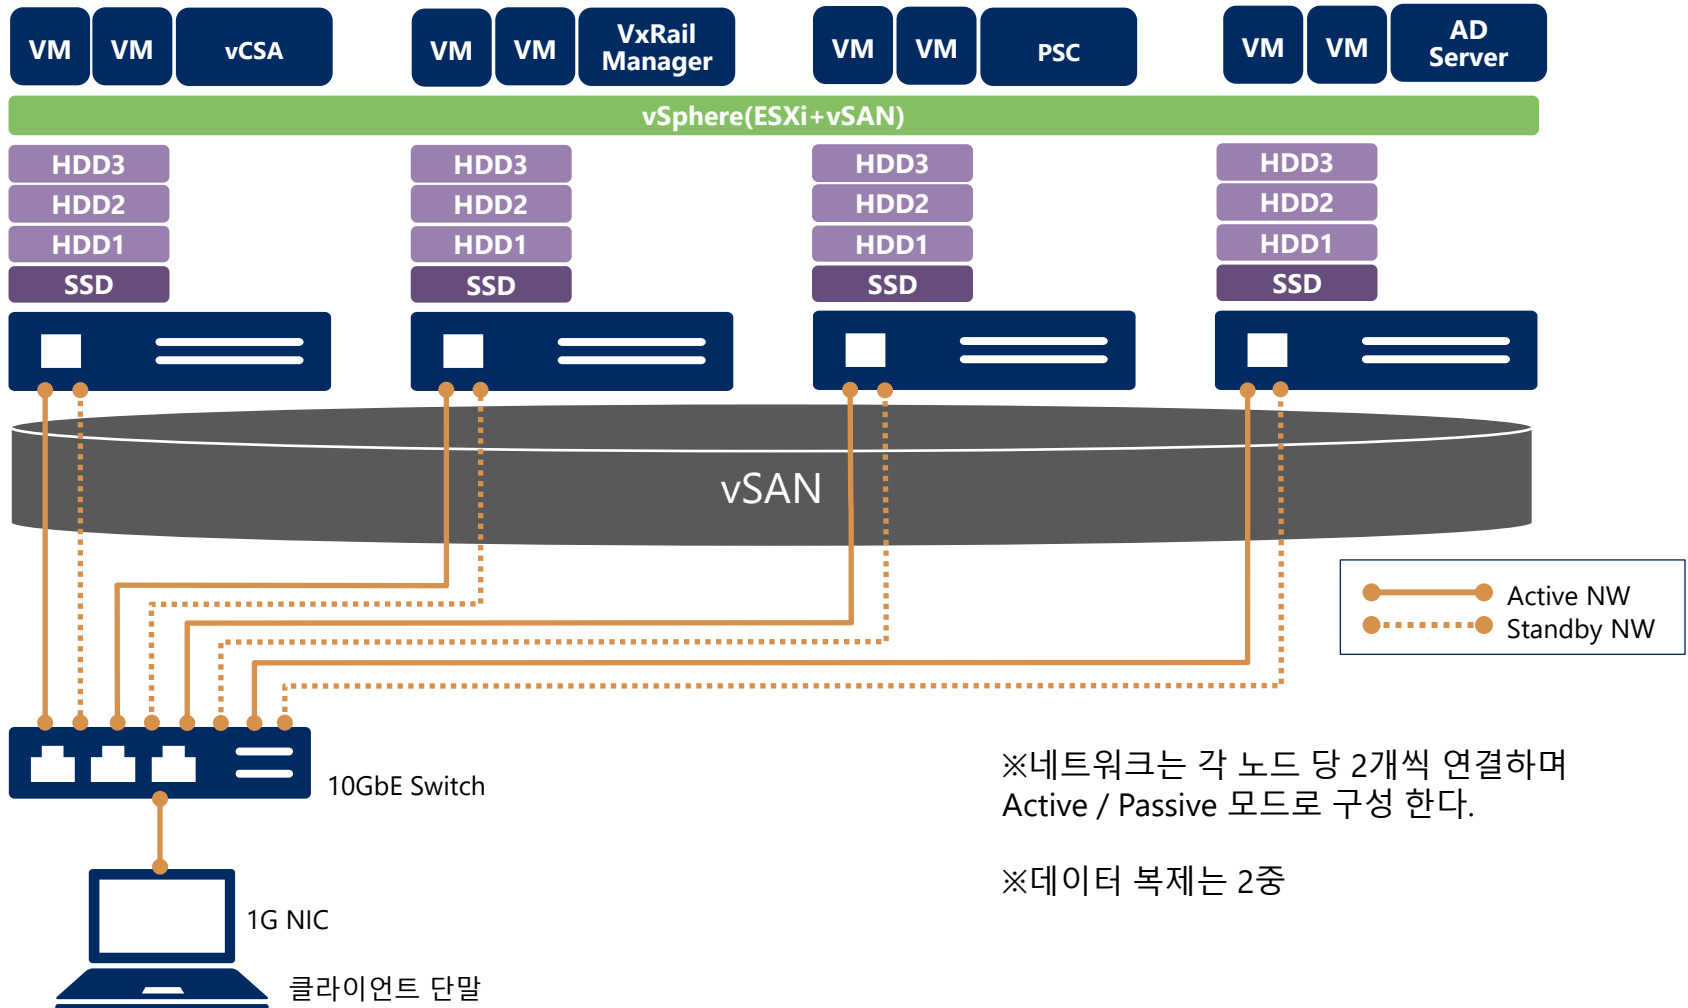 VM VM vCSA
VM VM VxRail
Manager
VM VM PSC
VM VM AD
Server
vSphere(ESXi+vSAN)
HDD3 HDD3 HDD3 HDD3
HDD2 HDD2 HDD2 HDD2
HDD1 HDD1 HDD1 HDD1
SSD SSD SSD SSD
vSAN
Active NW
Standby NW
10GbE Switch
※네트워크는 각 노드 당 2개씩 연결하며
Active / Passive 모드로 구성 한다.
※데이터 복제는 2중
1G NIC
클라이언트 단말